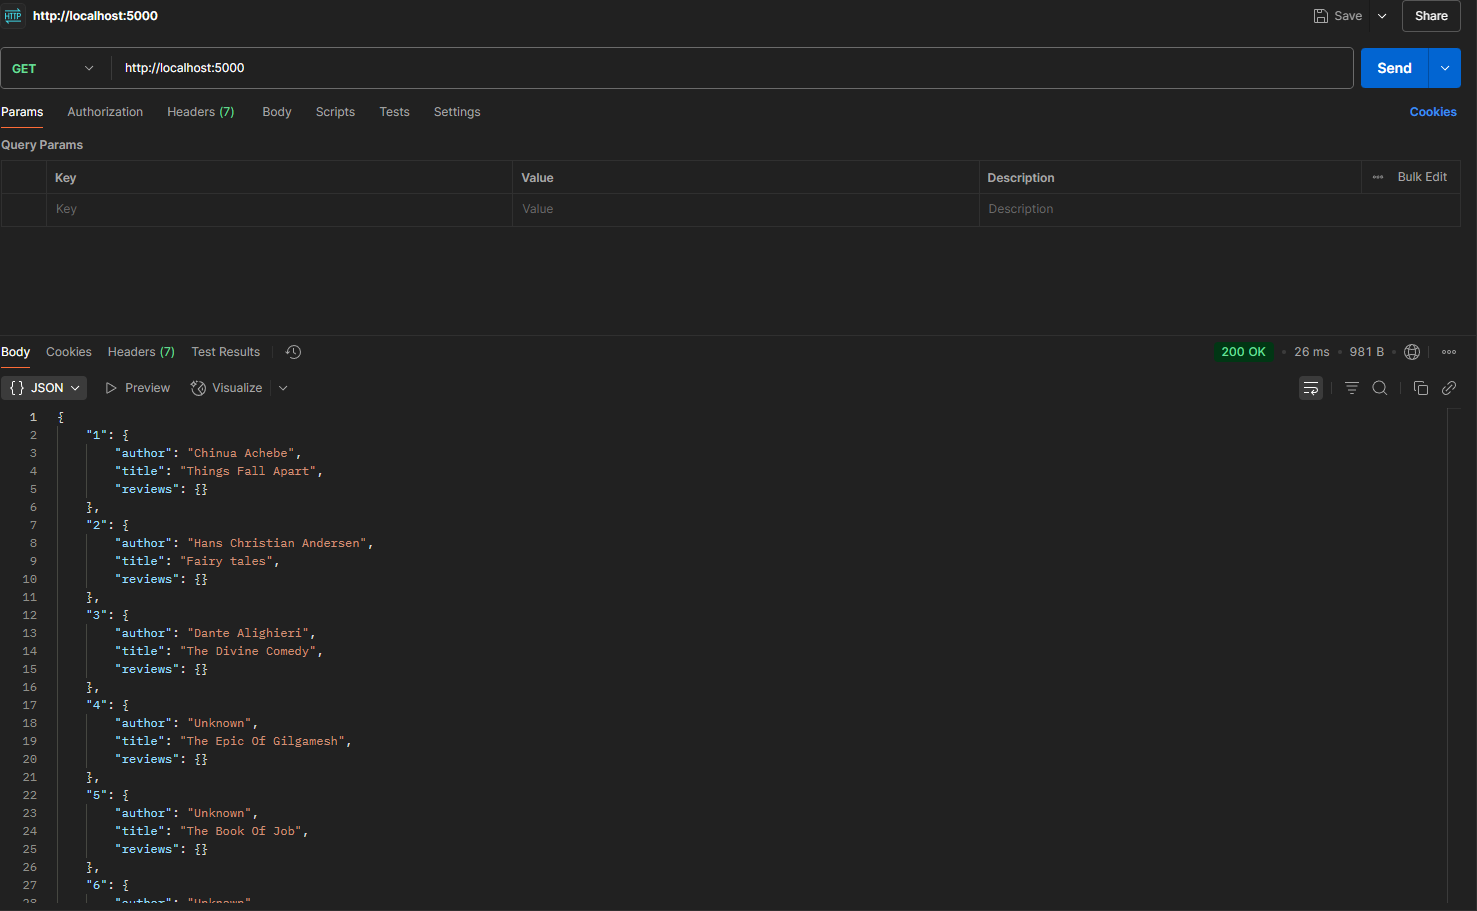 HTTP http://localhost:5000 Save Share
GET http://localhost:5000 Send
Params Authorization Headers (7) Body Scripts Tests Settings Cookies
Query Params
Key Value Description Bulk Edit
Key Value Description
Body Cookies Headers (7) Test Results 200 OK 26 ms 981 B
{} JSON Preview Visualize
1 {
2 "1": {
3 "author": "Chinua Achebe",
4 "title": "Things Fall Apart",
5 "reviews": {}
6 },
7 "2": {
8 "author": "Hans Christian Andersen",
9 "title": "Fairy tales",
10 "reviews": {}
11 },
12 "3": {
13 "author": "Dante Alighieri",
14 "title": "The Divine Comedy",
15 "reviews": {}
16 },
17 "4": {
18 "author": "Unknown",
19 "title": "The Epic Of Gilgamesh",
20 "reviews": {}
21 },
22 "5": {
23 "author": "Unknown",
24 "title": "The Book Of Job",
25 "reviews": {}
26 },
27 "6": {
28 "author": "Unknown"